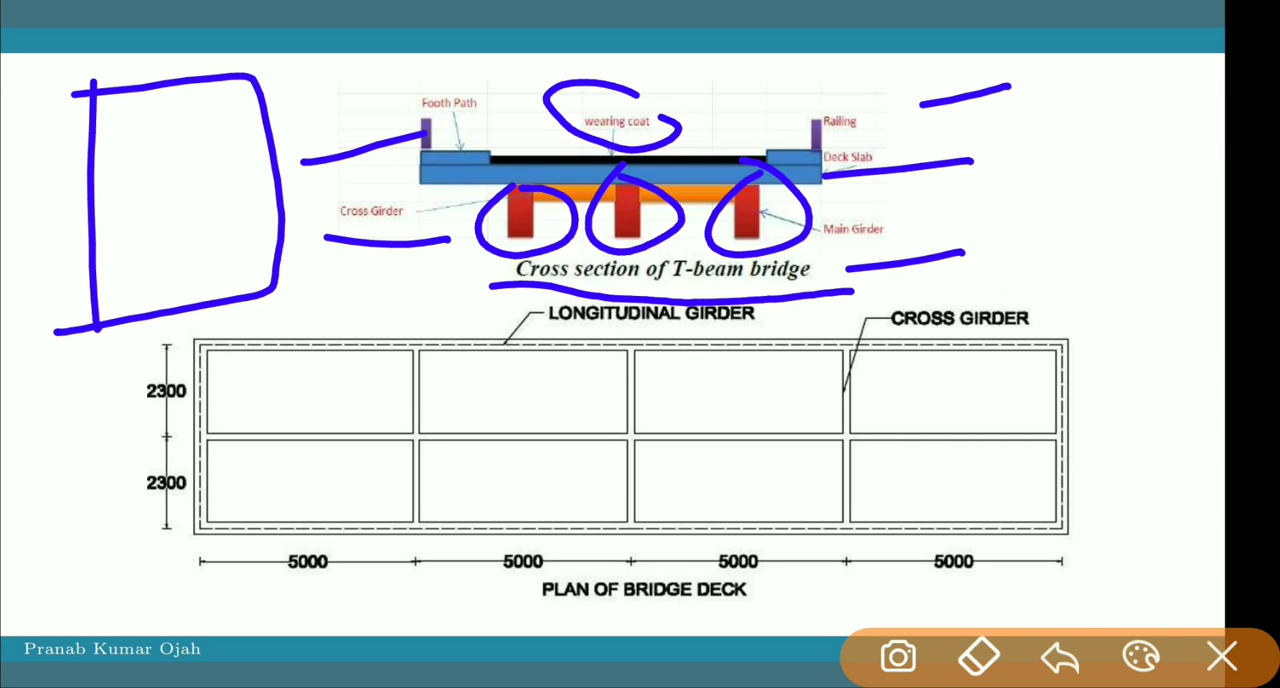 Footh Path
wearing coat
Railing
Deck Slab
Cross Girder
Main Girder
Cross section of T-beam bridge
LONGITUDINAL GIRDER
CROSS GIRDER
2300
2300
5000 5000 5000 5000
PLAN OF BRIDGE DECK
Pranab Kumar Ojah